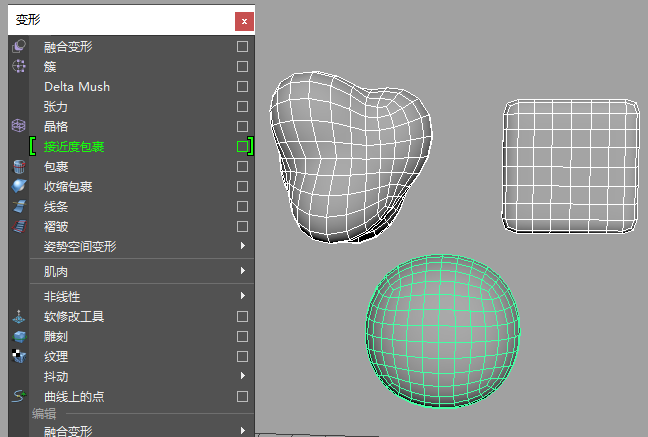 变形
融合变形
簇
Delta Mush
张力
晶格
接近度包裹
包裹
收缩包裹
线条
褶皱
姿势空间变形
肌肉
非线性
软修改工具
雕刻
纹理
抖动
曲线上的点
编辑
融合变形